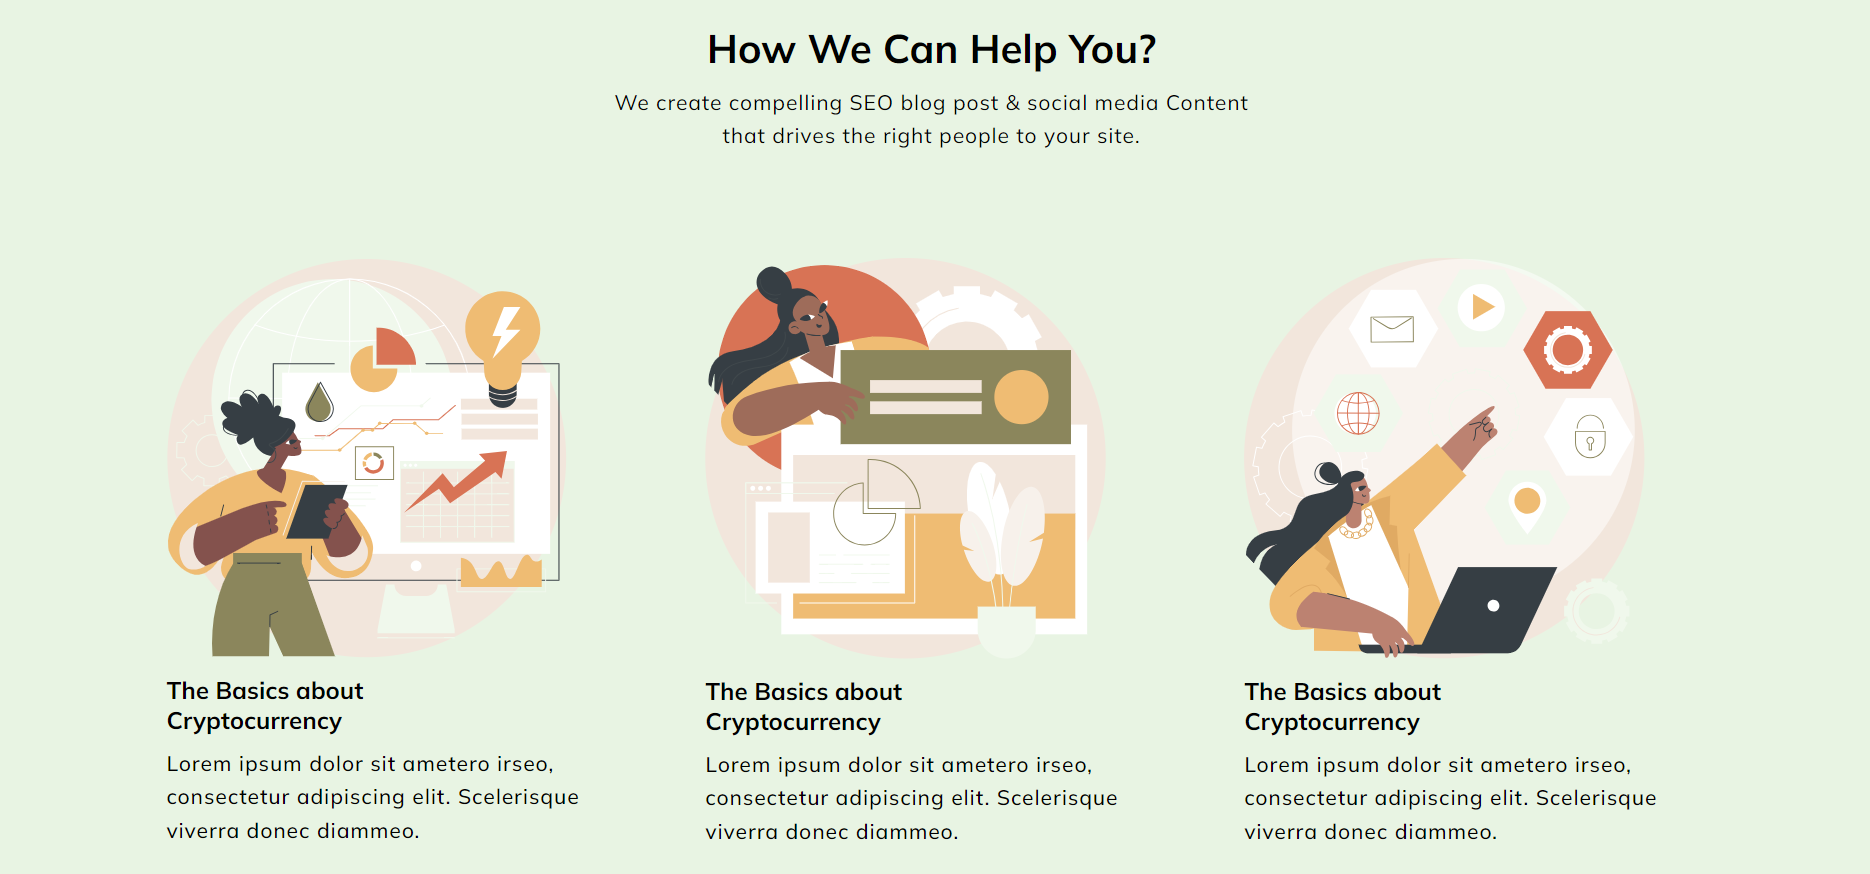 How We Can Help You?
We create compelling SEO blog post & social media Content
that drives the right people to your site.
The Basics about
Cryptocurrency
Lorem ipsum dolor sit ametero irseo,
consectetur adipiscing elit. Scelerisque
viverra donec diammeo.
The Basics about
Cryptocurrency
Lorem ipsum dolor sit ametero irseo,
consectetur adipiscing elit. Scelerisque
viverra donec diammeo.
The Basics about
Cryptocurrency
Lorem ipsum dolor sit ametero irseo,
consectetur adipiscing elit. Scelerisque
viverra donec diammeo.